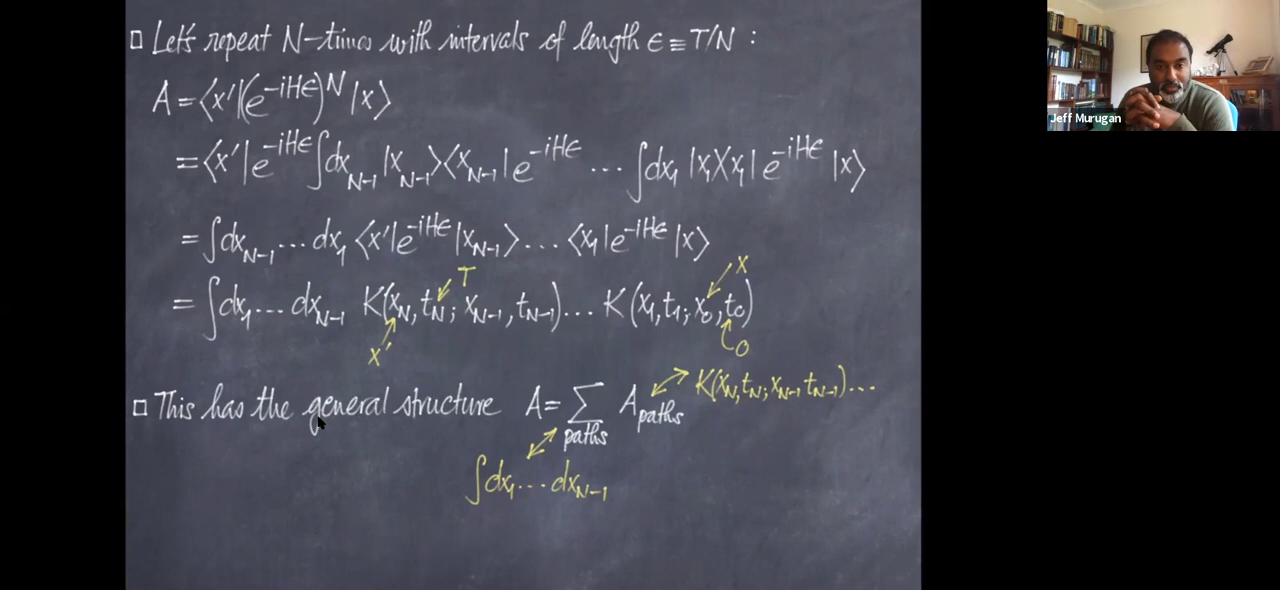 □ Let's repeat N-times with intervals of length ϵ ≡ T/N :
A = ⟨x'|(e^{-iHϵ})^N |x⟩
= ⟨x'|e^{-iHϵ} ∫dx_{N-1} |x_{N-1}⟩⟨x_{N-1}| e^{-iHϵ} ... ∫dx_1 |x_1⟩⟨x_1| e^{-iHϵ} |x⟩
= ∫dx_{N-1} ... dx_1 ⟨x'|e^{-iHϵ}|x_{N-1}⟩ ... ⟨x_1|e^{-iHϵ}|x⟩
T
x
= ∫dx_1 ... dx_{N-1} K(x_N, t_N; x_{N-1}, t_{N-1}) ... K(x_1, t_1; x_0, t_0)
x'
0
K(x_N, t_N; x_{N-1} t_{N-1}) ...
□ This has the general structure A = ∑_{paths} A_{paths}
∫dx_1 ... dx_{N-1}
Jeff Murugan